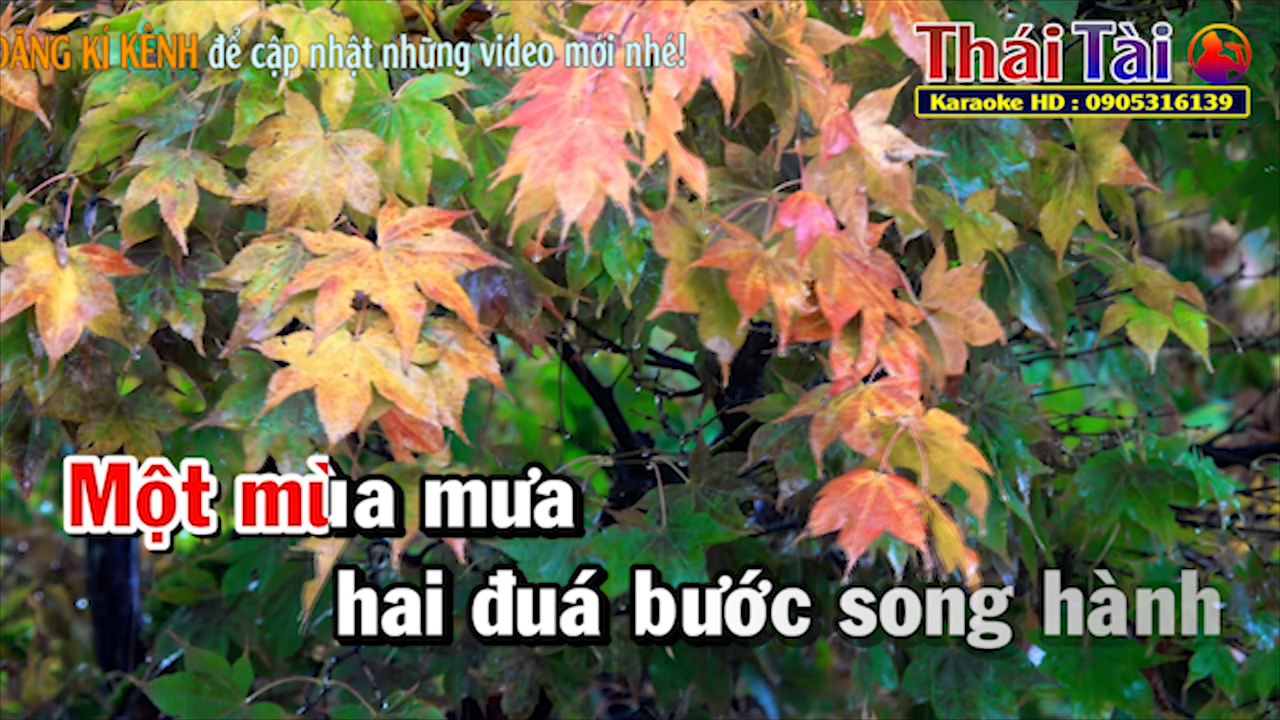 ĐĂNG KÍ KÊNH để cập nhật những video mới nhé!
Thái Tài
Karaoke HD : 0905316139
Một mùa mưa
hai đuá bước song hành